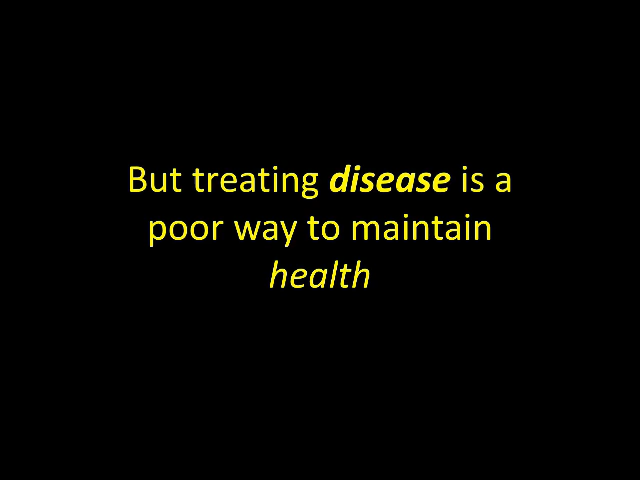 But treating disease is a
poor way to maintain
health